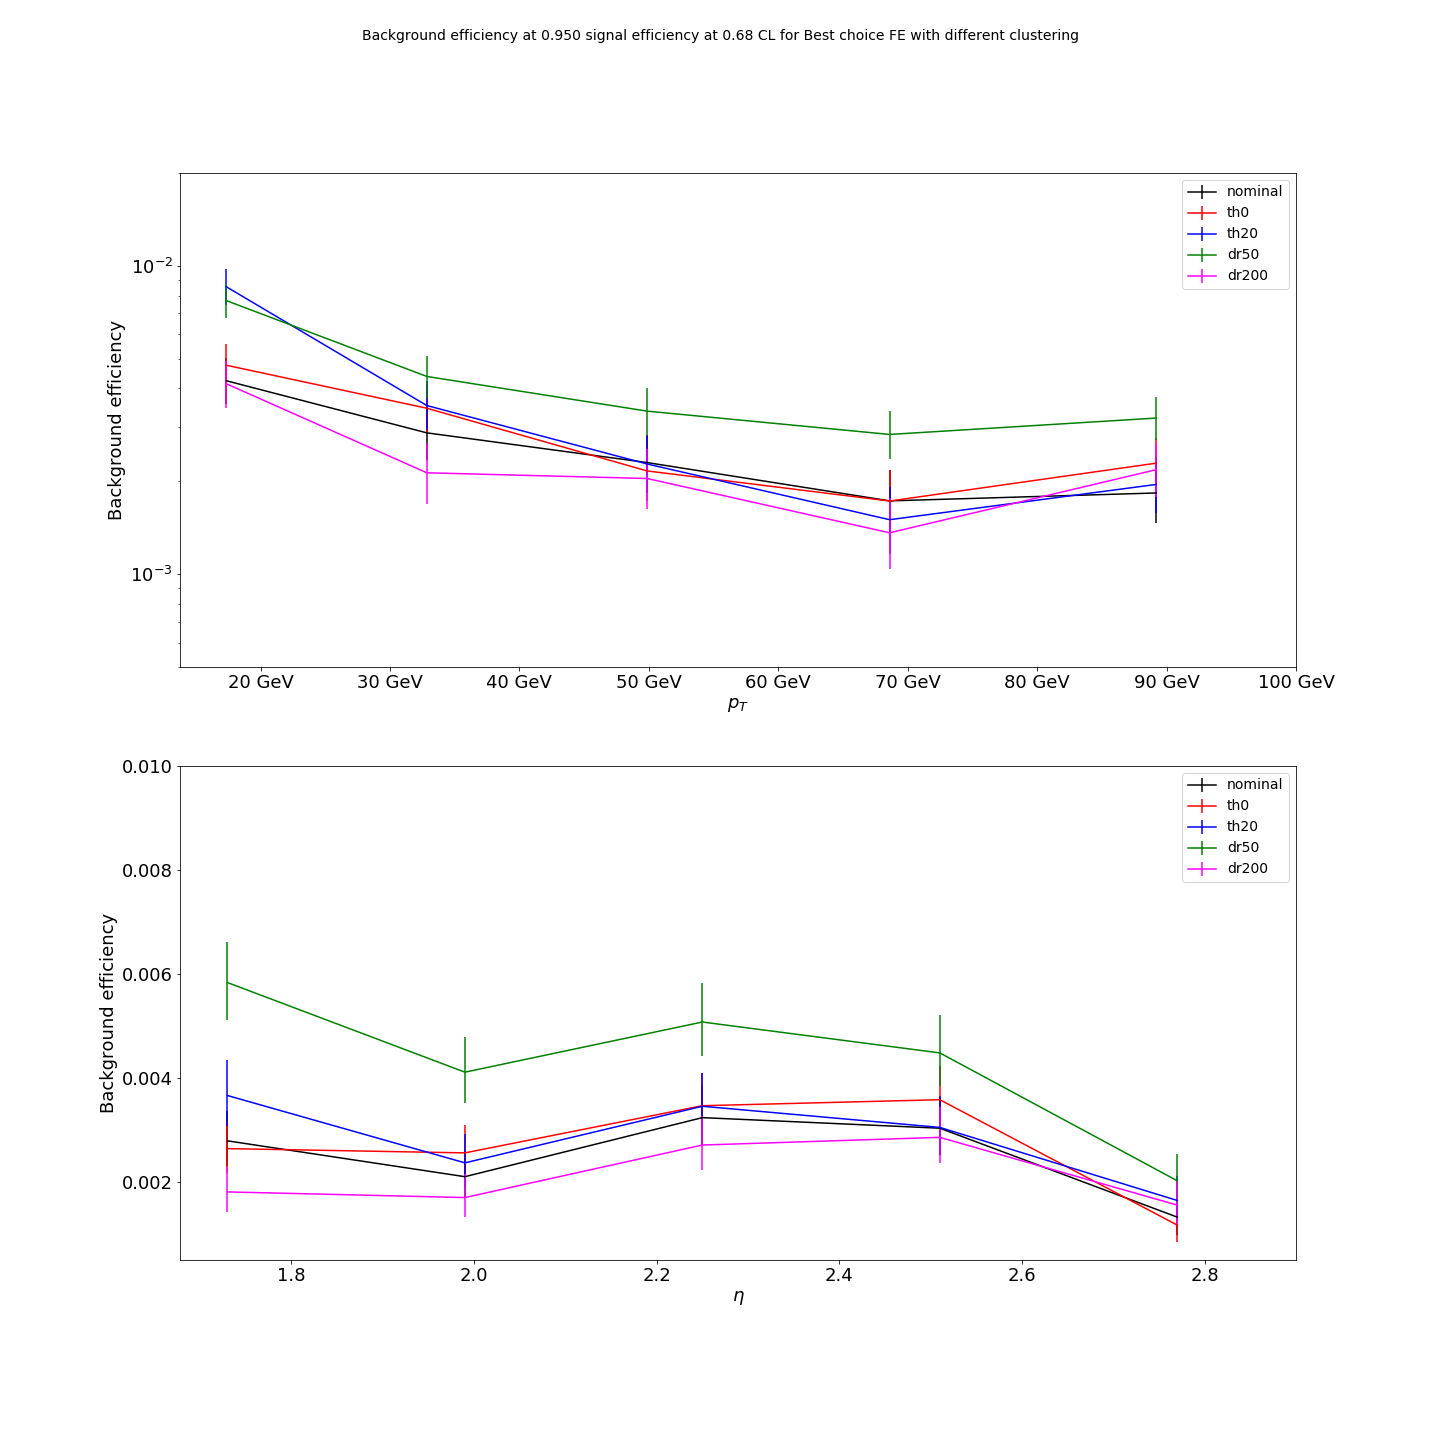 Background efficiency at 0.950 signal efficiency at 0.68 CL for Best choice FE with different clustering
nominal
th0
th20
dr50
dr200
10⁻²
10⁻³
Background efficiency
20 GeV 30 GeV 40 GeV 50 GeV 60 GeV 70 GeV 80 GeV 90 GeV 100 GeV
p_T
nominal
th0
th20
dr50
dr200
0.010
0.008
0.006
0.004
0.002
Background efficiency
1.8 2.0 2.2 2.4 2.6 2.8
η